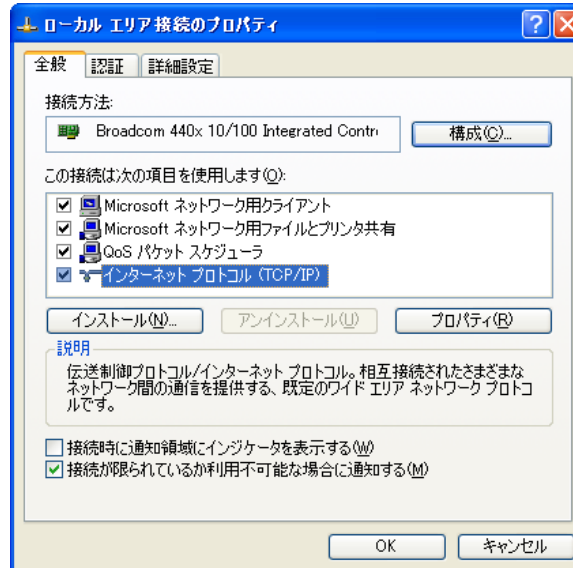 ローカル エリア接続のプロパティ
全般 認証 詳細設定
接続方法:
Broadcom 440x 10/100 Integrated Contr
構成(C)...
この接続は次の項目を使用します(O):
Microsoft ネットワーク用クライアント
Microsoft ネットワーク用ファイルとプリンタ共有
QoS パケット スケジューラ
インターネット プロトコル (TCP/IP)
インストール(N)... アンインストール(U) プロパティ(R)
説明
伝送制御プロトコル/インターネット プロトコル。相互接続されたさまざまな
ネットワーク間の通信を提供する、既定のワイド エリア ネットワーク プロトコ
ルです。
接続時に通知領域にインジケータを表示する(W)
接続が限られているか利用不可能な場合に通知する(M)
OK キャンセル